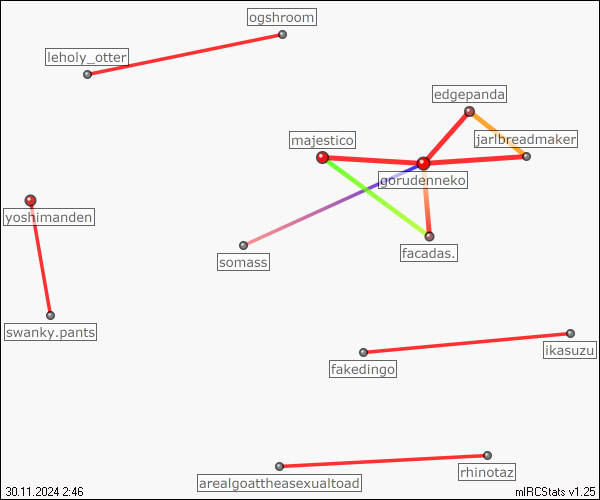 ogshroom
leholy_otter
edgepanda
majestico
jarlbreadmaker
gorudenneko
yoshimanden
facadas.
somass
swanky.pants
ikasuzu
fakedingo
rhinotaz
arealgoattheasexualtoad
30.11.2024 2:46
mIRCStats v1.25